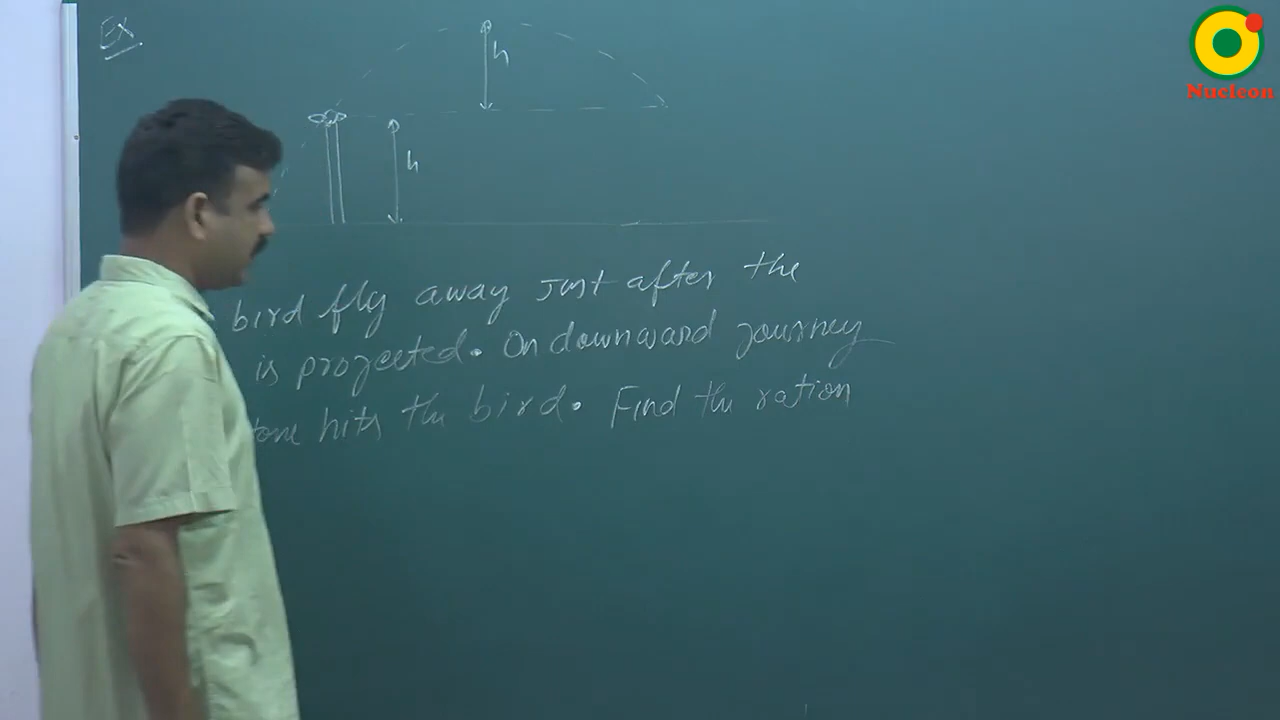 Ex
h
h
bird fly away just after the
is projected. On downward journey
hits the bird. Find the ration
Nucleon